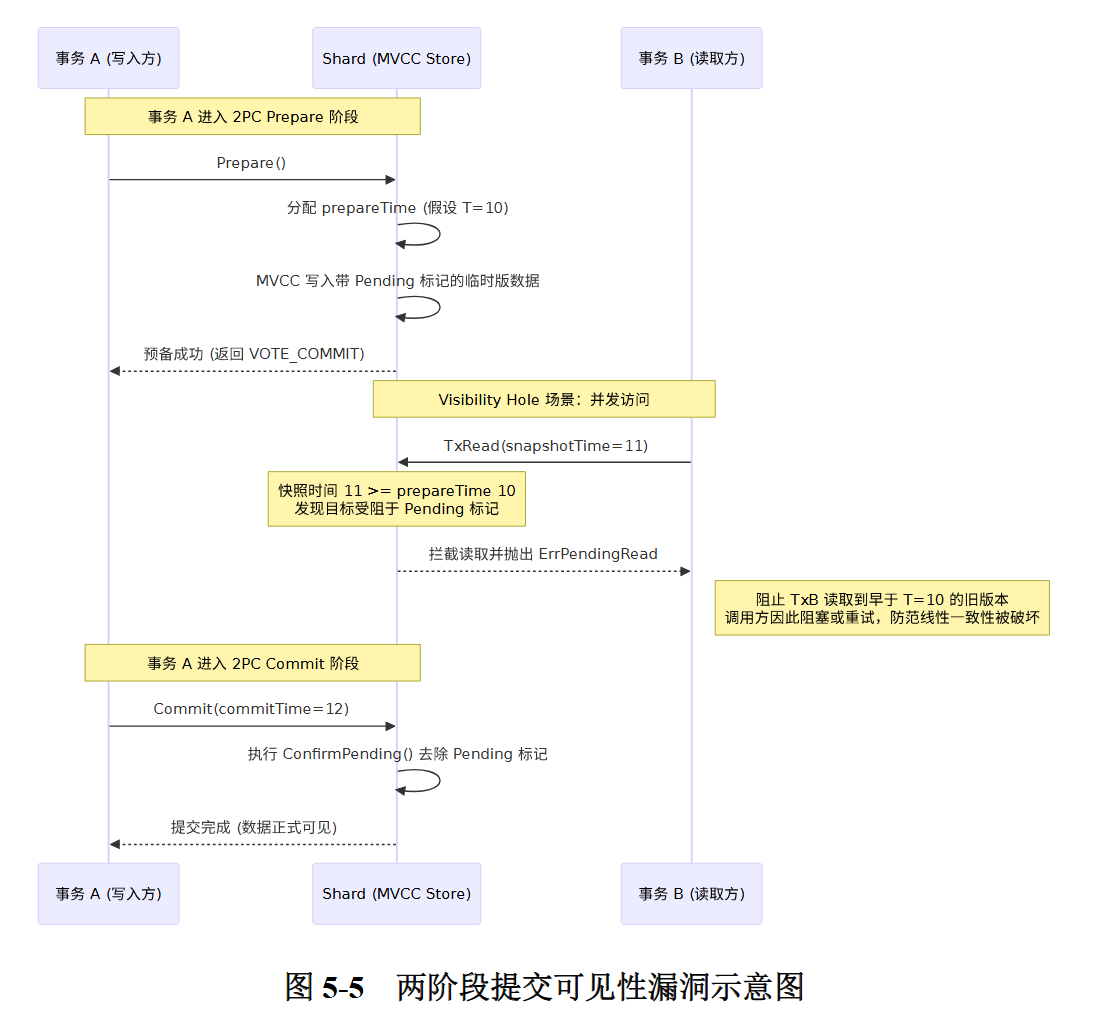 事务 A (写入方)
Shard (MVCC Store)
事务 B (读取方)
事务 A 进入 2PC Prepare 阶段
Prepare()
分配 prepareTime (假设 T=10)
MVCC 写入带 Pending 标记的临时版数据
预备成功 (返回 VOTE_COMMIT)
Visibility Hole 场景：并发访问
TxRead(snapshotTime=11)
快照时间 11 >= prepareTime 10
发现目标受阻于 Pending 标记
拦截读取并抛出 ErrPendingRead
阻止 TxB 读取到早于 T=10 的旧版本
调用方因此阻塞或重试，防范线性一致性被破坏
事务 A 进入 2PC Commit 阶段
Commit(commitTime=12)
执行 ConfirmPending() 去除 Pending 标记
提交完成 (数据正式可见)
事务 A (写入方)
Shard (MVCC Store)
事务 B (读取方)
图 5-5 两阶段提交可见性漏洞示意图